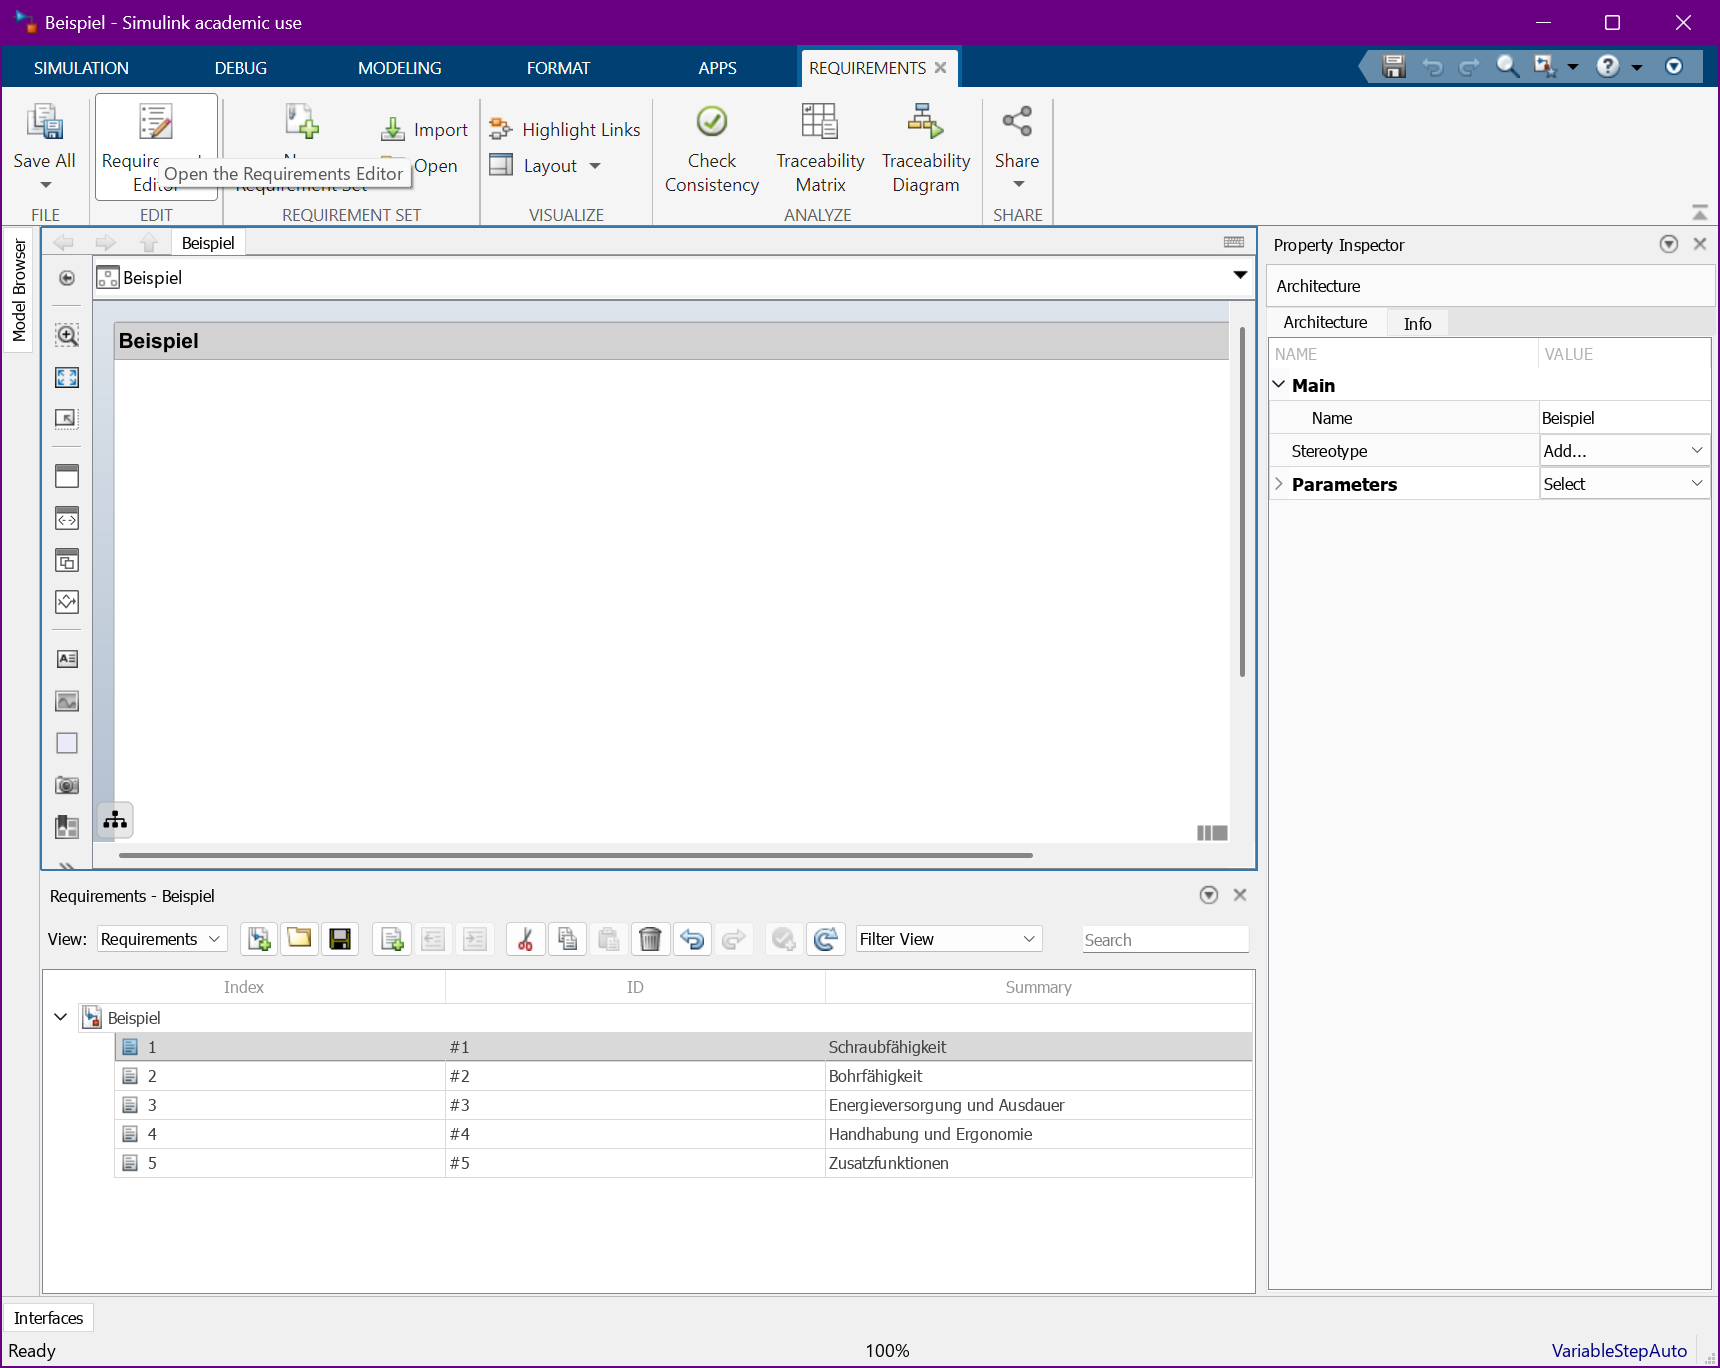 Beispiel - Simulink academic use
SIMULATION DEBUG MODELING FORMAT APPS REQUIREMENTS
Save All
FILE
Editor
EDIT
Open the Requirements Editor
Import
Open
REQUIREMENT SET
Highlight Links
Layout
VISUALIZE
Check Consistency
Traceability Matrix
Traceability Diagram
ANALYZE
Share
SHARE
Model Browser
Beispiel
Beispiel
Beispiel
Property Inspector
Architecture
Architecture Info
NAME VALUE
Main
Name Beispiel
Stereotype Add...
Parameters Select
Requirements - Beispiel
View: Requirements Filter View Search
Index ID Summary
Beispiel
1 #1 Schraubfähigkeit
2 #2 Bohrfähigkeit
3 #3 Energieversorgung und Ausdauer
4 #4 Handhabung und Ergonomie
5 #5 Zusatzfunktionen
Interfaces
Ready 100% VariableStepAuto